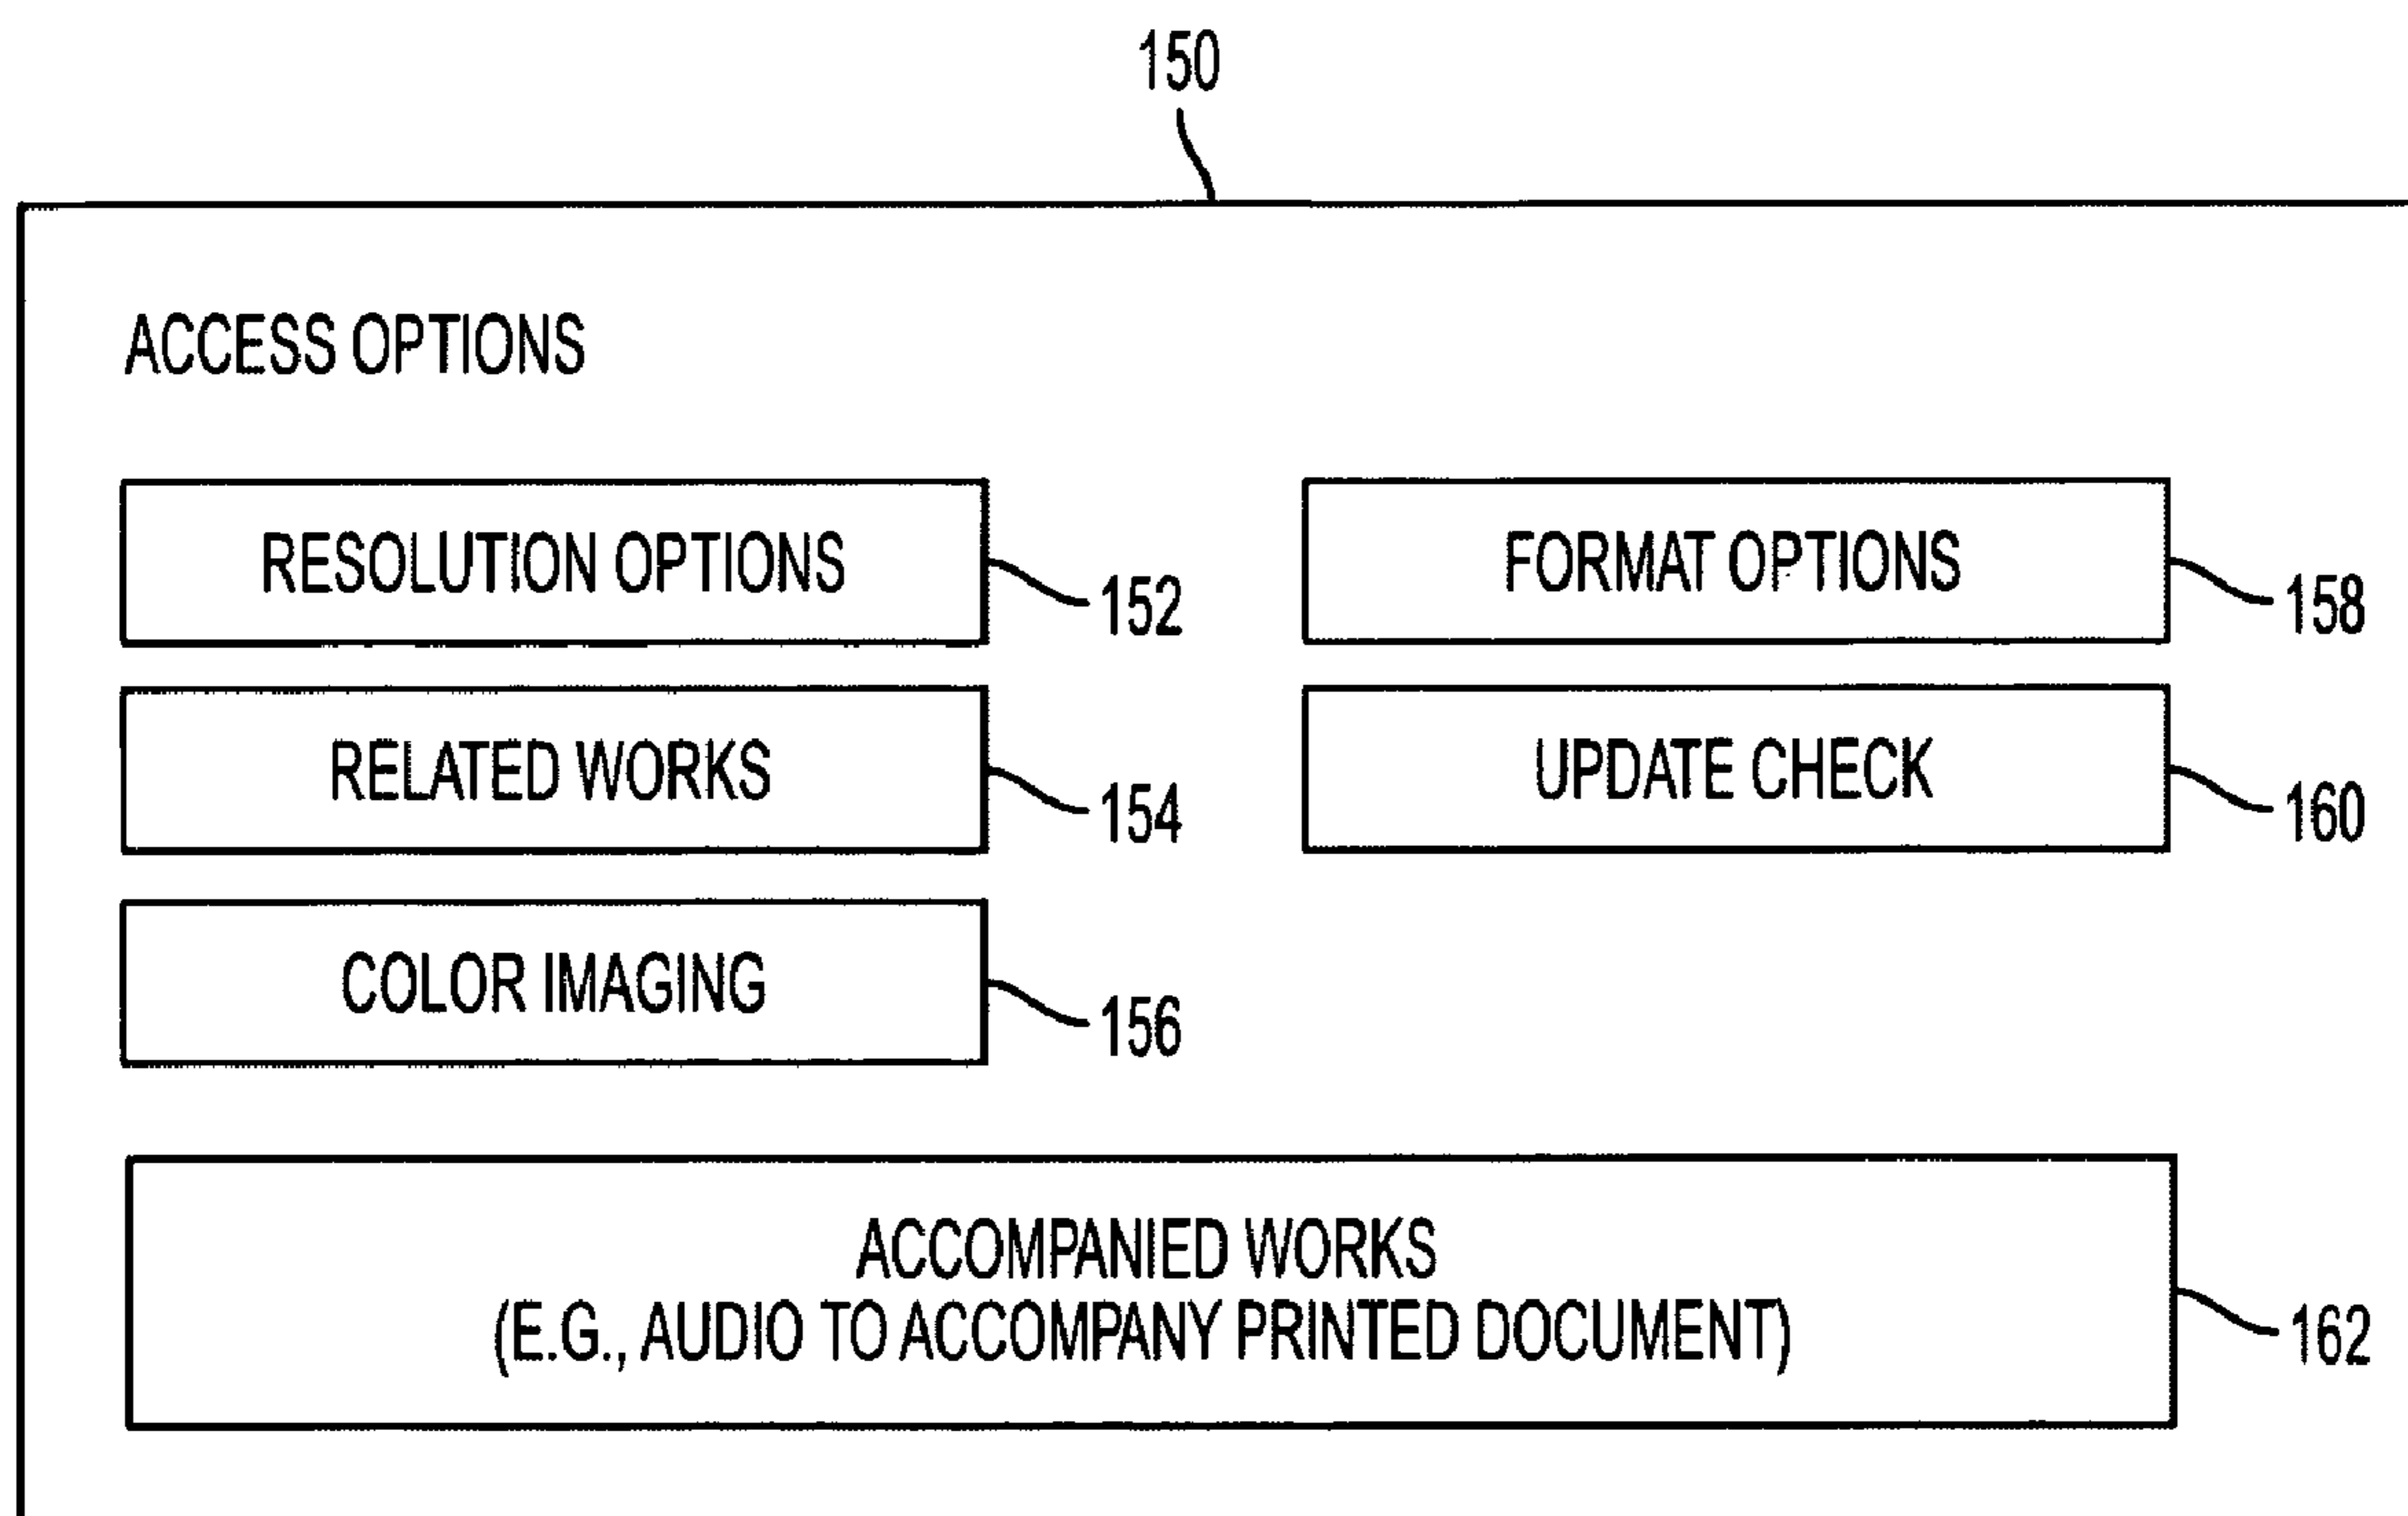 150
ACCESS OPTIONS
RESOLUTION OPTIONS
152
FORMAT OPTIONS
158
RELATED WORKS
154
UPDATE CHECK
160
COLOR IMAGING
156
ACCOMPANIED WORKS
(E.G., AUDIO TO ACCOMPANY PRINTED DOCUMENT)
162